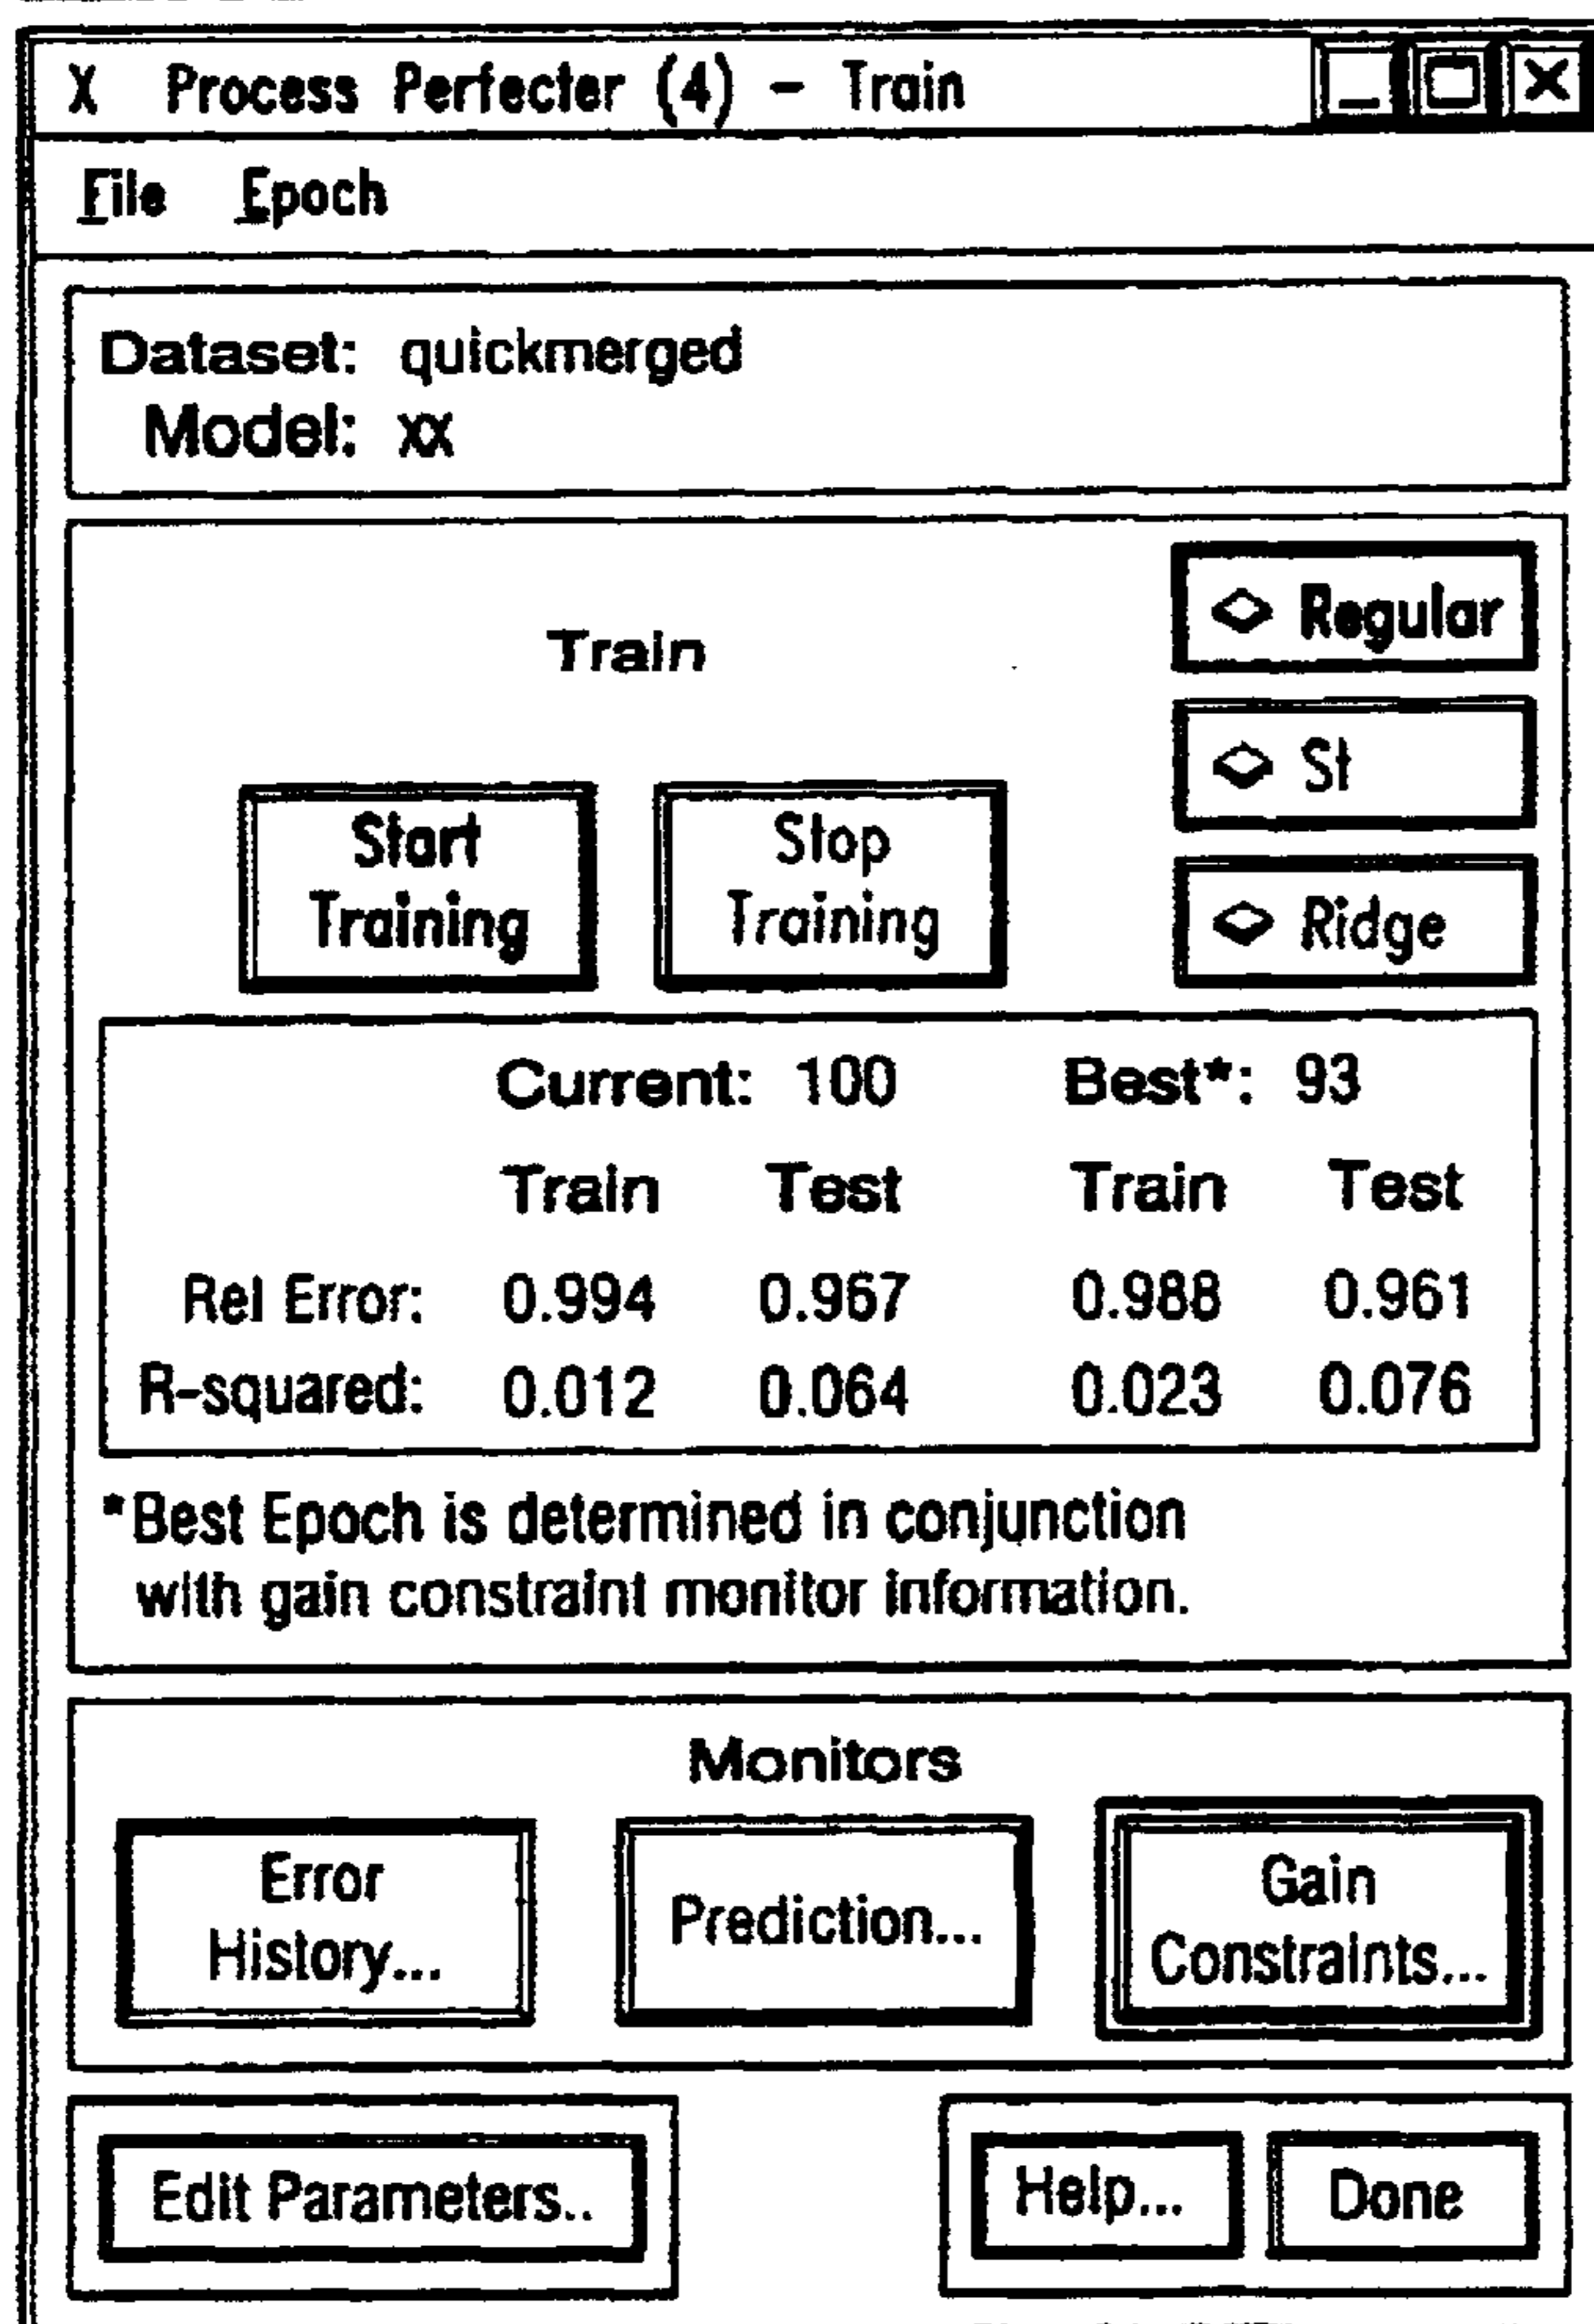 X Process Perfecter (4) - Train
File Epoch
Dataset: quickmerged
Model: xx
Train
Regular
St
Ridge
Start
Training
Stop
Training
Current: 100 Best*: 93
Train Test Train Test
Rel Error: 0.994 0.967 0.988 0.961
R-squared: 0.012 0.064 0.023 0.076
*Best Epoch is determined in conjunction
with gain constraint monitor information.
Monitors
Error
History...
Prediction...
Gain
Constraints...
Edit Parameters..
Help...
Done